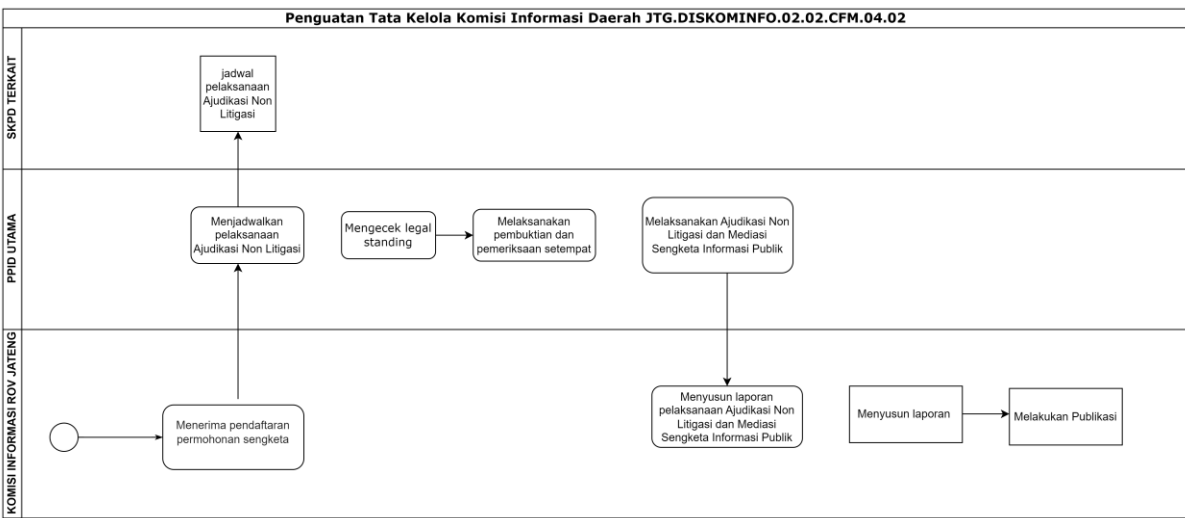 Penguatan Tata Kelola Komisi Informasi Daerah JTG.DISKOMINFO.02.02.CFM.04.02
SKPD TERKAIT
jadwal
pelaksanaan
Ajudikasi Non
Litigasi
PPID UTAMA
Menjadwalkan
pelaksanaan
Ajudikasi Non Litigasi
Mengecek legal
standing
Melaksanakan
pembuktian dan
pemeriksaan setempat
Melaksanakan Ajudikasi Non
Litigasi dan Mediasi
Sengketa Informasi Publik
KOMISI INFORMASI ROV JATENG
Menerima pendaftaran
permohonan sengketa
Menyusun laporan
pelaksanaan Ajudikasi Non
Litigasi dan Mediasi
Sengketa Informasi Publik
Menyusun laporan
Melakukan Publikasi